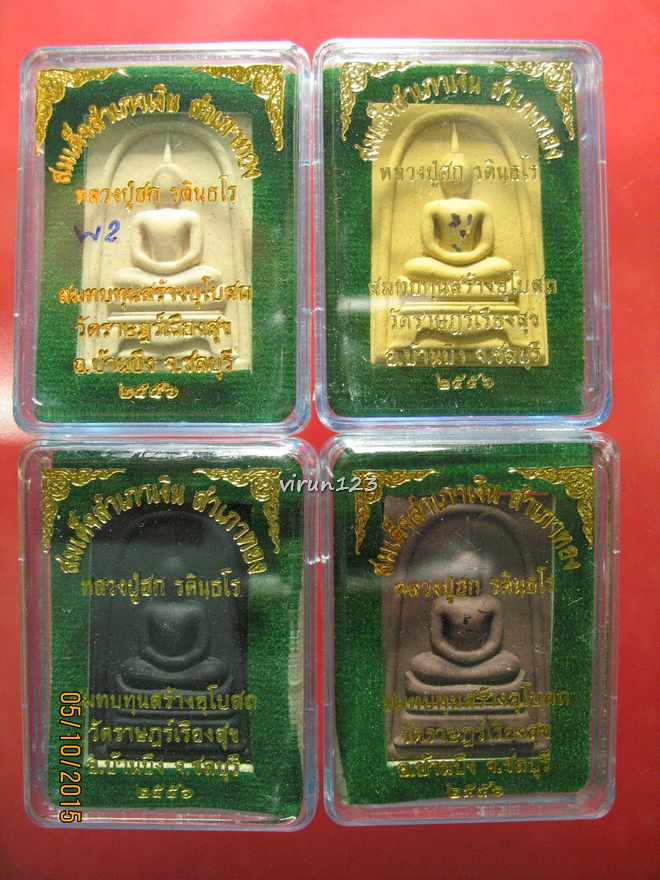 สมเด็จสำเภาเงิน สำเภาทอง
หลวงปู่ฮก รตินฺธโร
พ2
สมทบทุนสร้างอุโบสถ
วัดราษฎร์เรืองสุข
อ.บ้านบึง จ.ชลบุรี
๒๕๕๖
สมเด็จสำเภาเงิน สำเภาทอง
หลวงปู่ฮก รตินฺธโร
สมทบทุนสร้างอุโบสถ
วัดราษฎร์เรืองสุข
อ.บ้านบึง จ.ชลบุรี
๒๕๕๖
virun123
สมเด็จสำเภาเงิน สำเภาทอง
หลวงปู่ฮก รตินฺธโร
สมทบทุนสร้างอุโบสถ
วัดราษฎร์เรืองสุข
อ.บ้านบึง จ.ชลบุรี
๒๕๕๖
สมเด็จสำเภาเงิน สำเภาทอง
หลวงปู่ฮก รตินฺธโร
สมทบทุนสร้างอุโบสถ
วัดราษฎร์เรืองสุข
อ.บ้านบึง จ.ชลบุรี
๒๕๕๖
05/10/2015